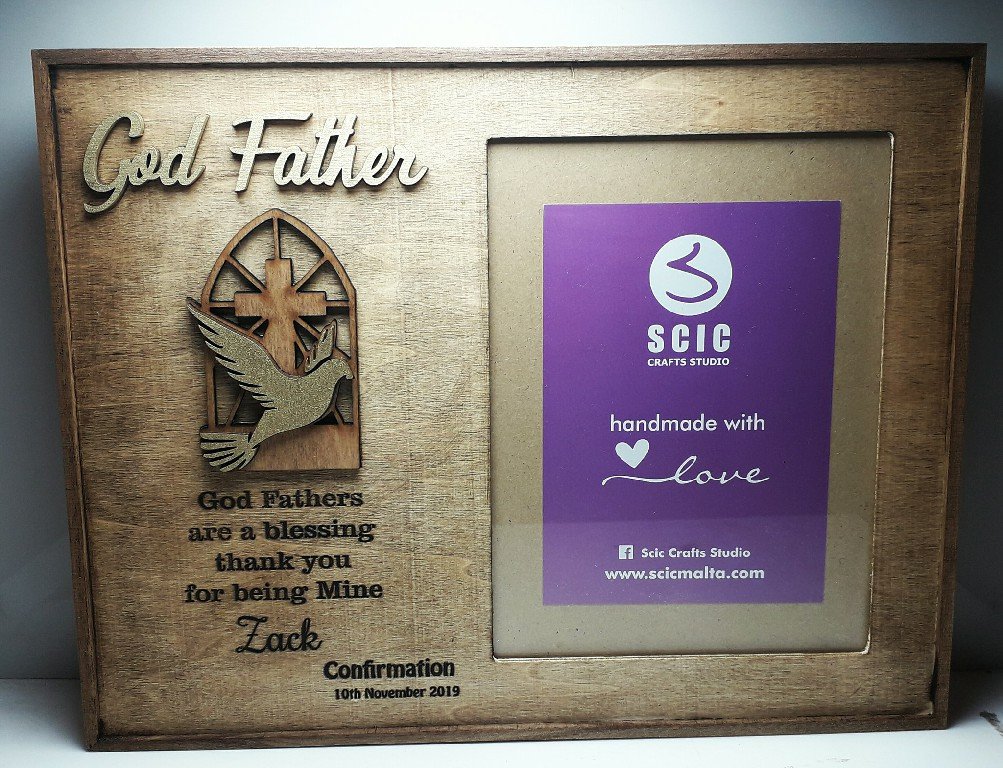 God Father
God Fathers
are a blessing
thank you
for being Mine
Zack
Confirmation
10th November 2019
SCIC
CRAFTS STUDIO
handmade with
love
Scic Crafts Studio
www.scicmalta.com